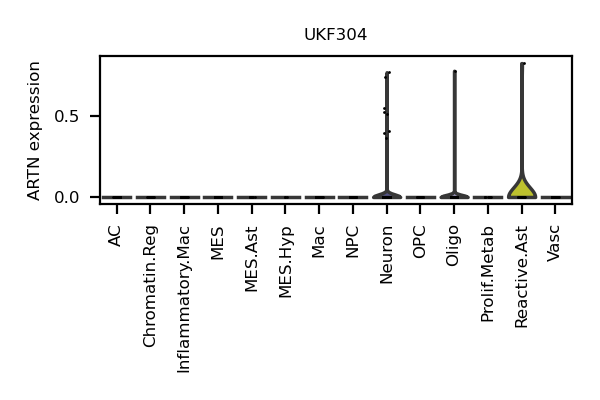 UKF304
ARTN expression
0.5
0.0
AC
Chromatin.Reg
Inflammatory.Mac
MES
MES.Ast
MES.Hyp
Mac
NPC
Neuron
OPC
Oligo
Prolif.Metab
Reactive.Ast
Vasc